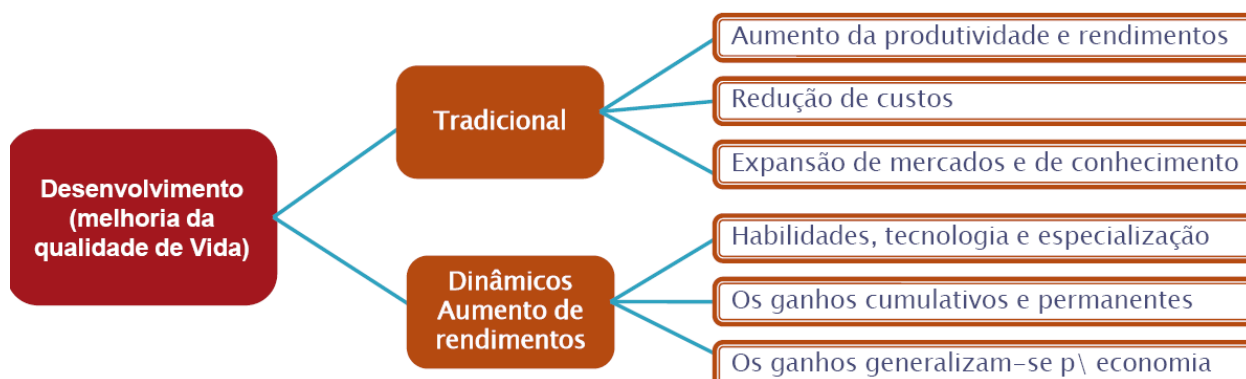 Desenvolvimento
(melhoria da
qualidade de Vida)
Tradicional
Aumento da produtividade e rendimentos
Redução de custos
Expansão de mercados e de conhecimento
Dinâmicos
Aumento de
rendimentos
Habilidades, tecnologia e especialização
Os ganhos cumulativos e permanentes
Os ganhos generalizam-se p\ economia